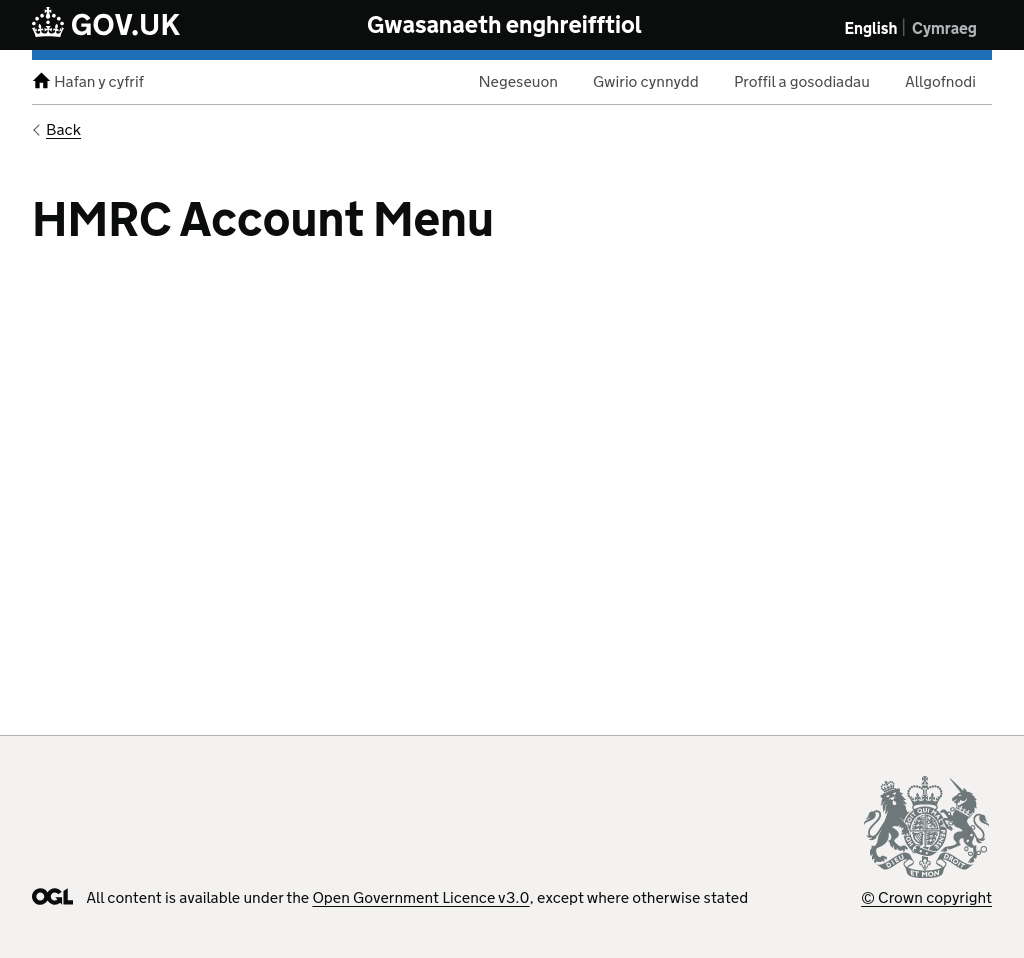 GOV.UK
Gwasanaeth enghreifftiol
English
Cymraeg
Hafan y cyfrif
Negeseuon
Gwirio cynnydd
Proffil a gosodiadau
Allgofnodi
Back
HMRC Account Menu
DIEU ET MON DROIT
OGL
All content is available under the Open Government Licence v3.0, except where otherwise stated
© Crown copyright